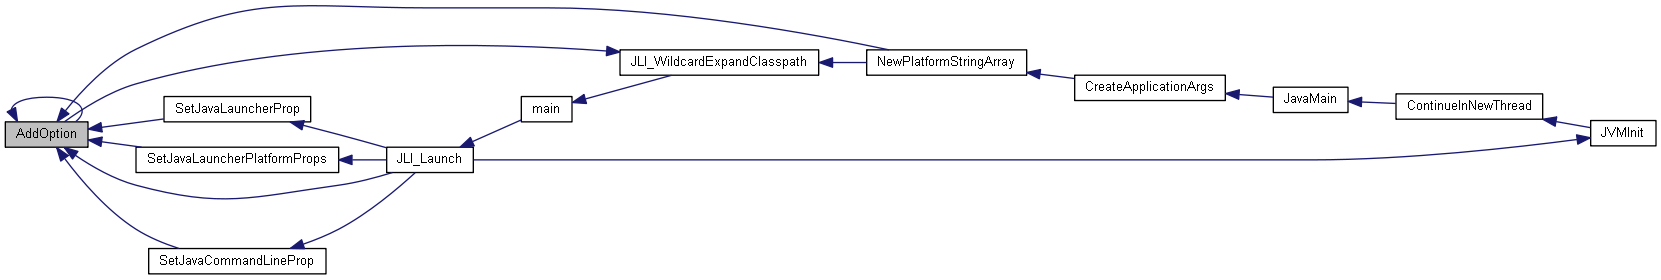 AddOption
SetJavaLauncherProp
SetJavaLauncherPlatformProps
SetJavaCommandLineProp
JLI_Launch
main
JLI_WildcardExpandClasspath
NewPlatformStringArray
CreateApplicationArgs
JavaMain
ContinueInNewThread
JVMInit